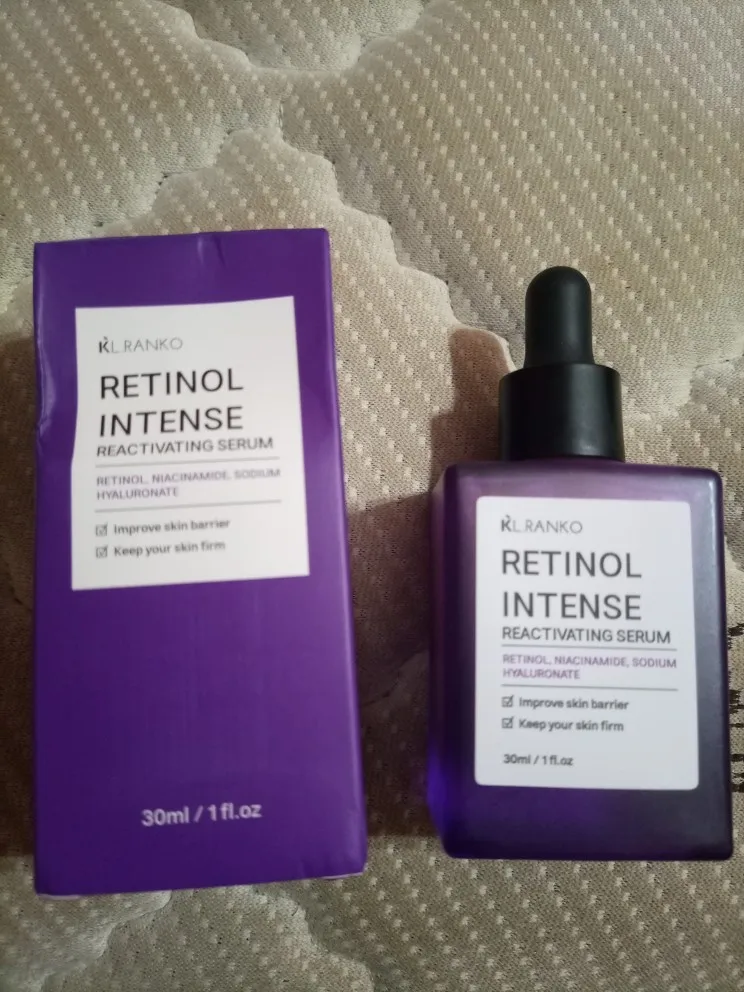 KL.RANKO
RETINOL
INTENSE
REACTIVATING SERUM
RETINOL, NIACINAMIDE, SODIUM
HYALURONATE
Improve skin barrier
Keep your skin firm
30ml / 1 fl.oz
KL.RANKO
RETINOL
INTENSE
REACTIVATING SERUM
RETINOL, NIACINAMIDE, SODIUM
HYALURONATE
Improve skin barrier
Keep your skin firm
30ml / 1 fl.oz